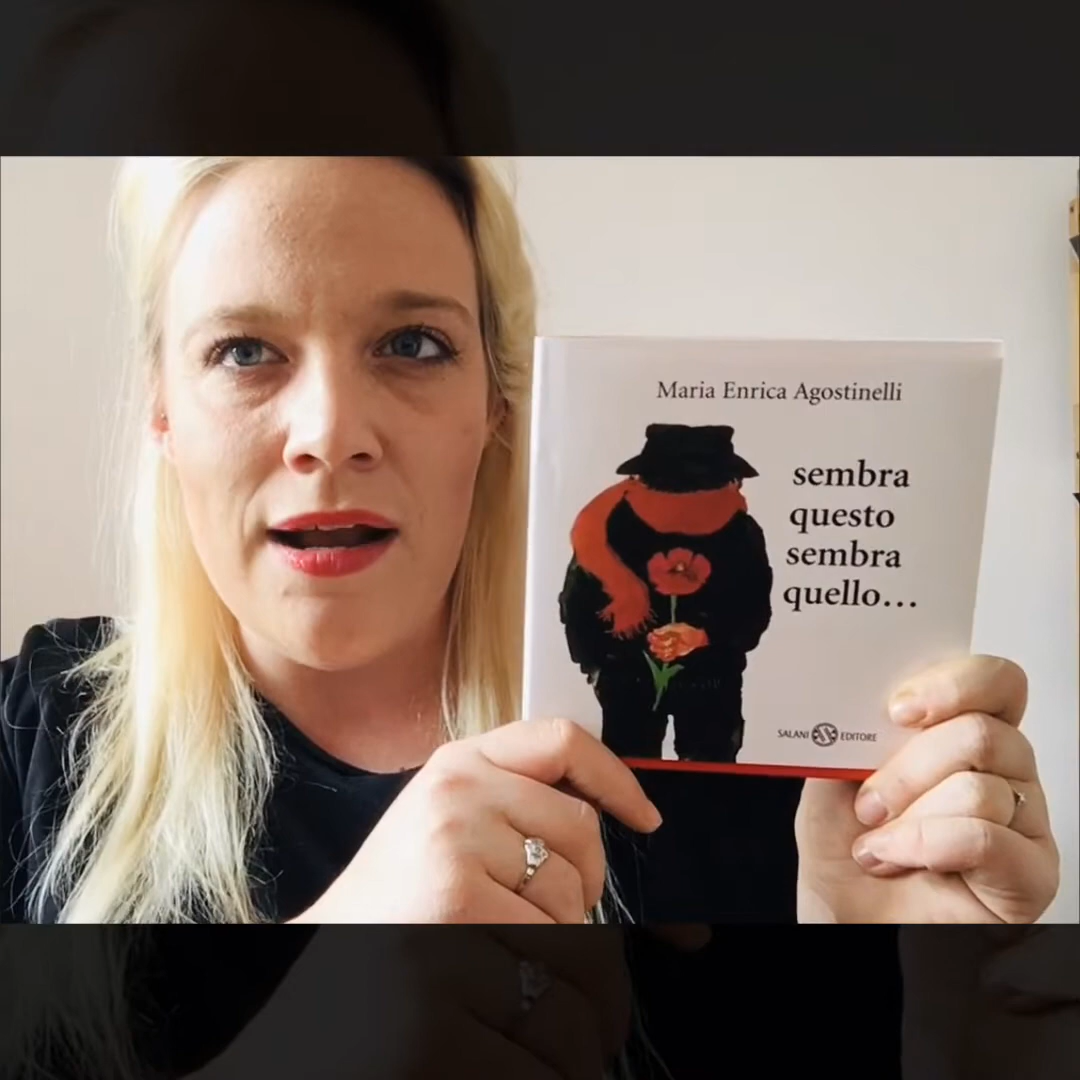 Maria Enrica Agostinelli
sembra
questo
sembra
quello...
SALANI EDITORE